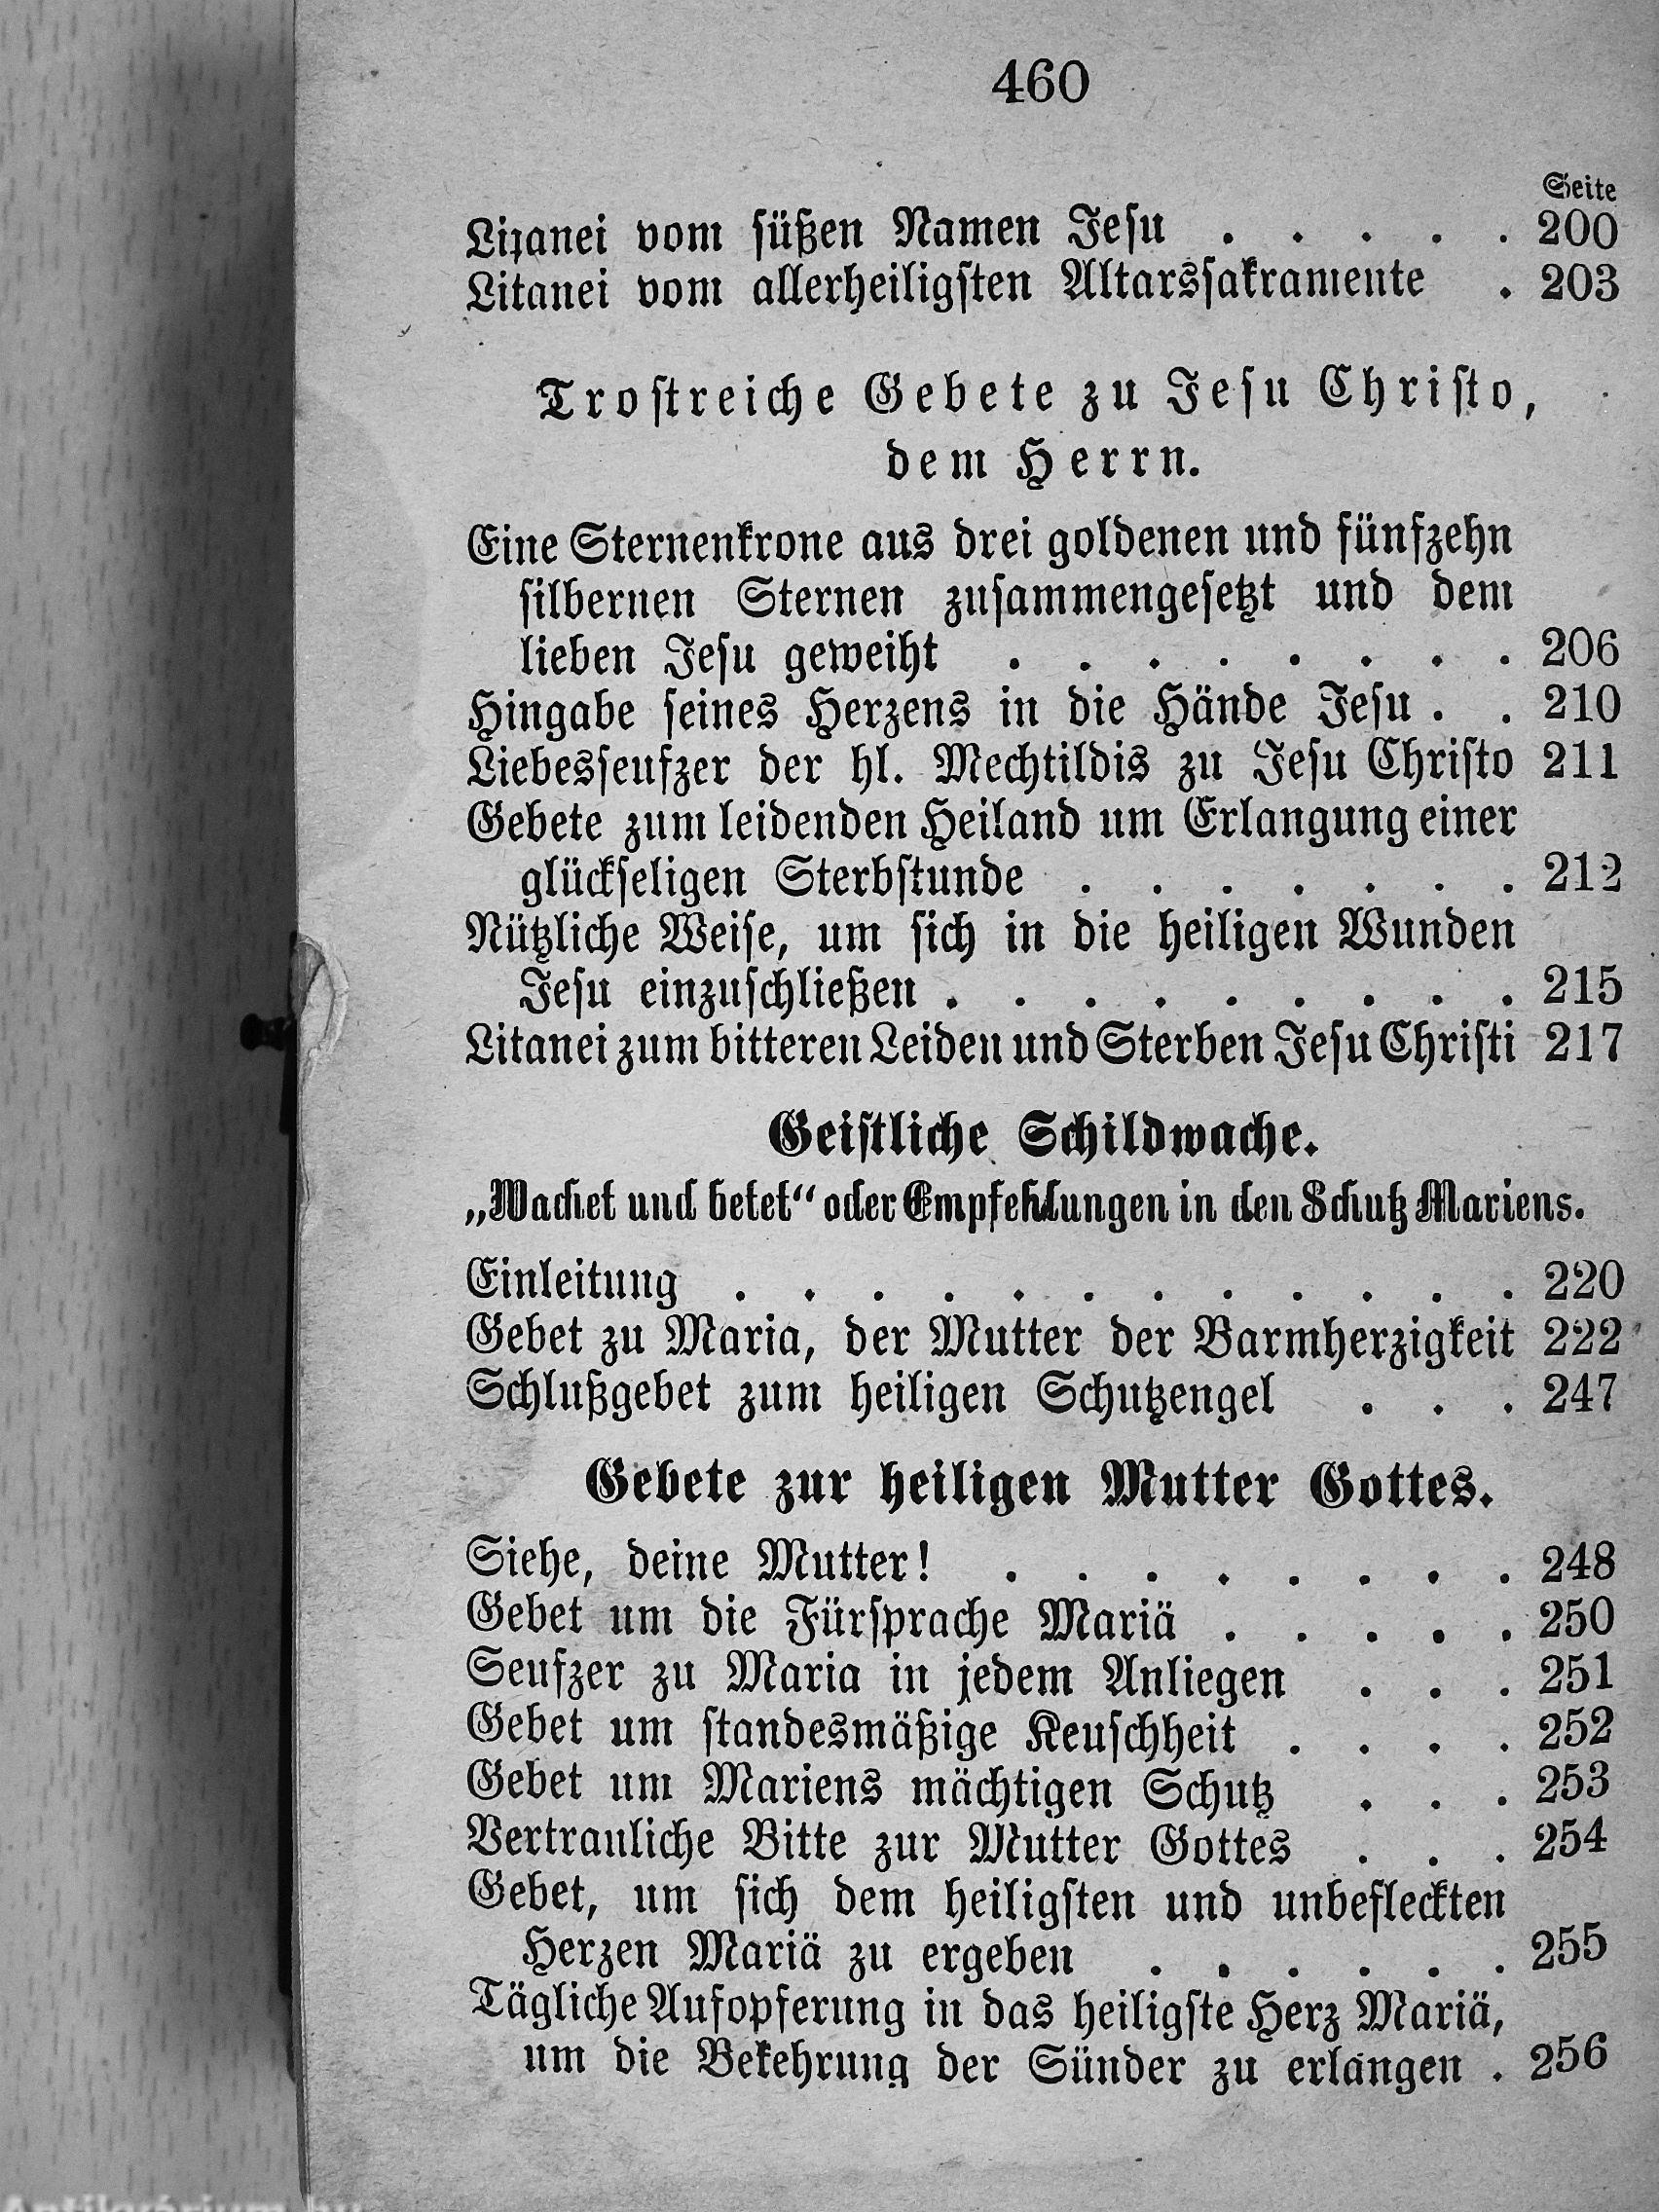 460
Seite
Litanei vom süßen Namen Jesu . . . . . 200
Litanei vom allerheiligsten Altarssakramente . 203
Trostreiche Gebete zu Jesu Christo,
dem Herrn.
Eine Sternenkrone aus drei goldenen und fünfzehn
silbernen Sternen zusammengesetzt und dem
lieben Jesu geweiht . . . . . . . . 206
Hingabe seines Herzens in die Hände Jesu . . 210
Liebesseufzer der hl. Mechtildis zu Jesu Christo 211
Gebete zum leidenden Heiland um Erlangung einer
glückseligen Sterbstunde . . . . . . . 212
Nützliche Weise, um sich in die heiligen Wunden
Jesu einzuschließen . . . . . . . . . 215
Litanei zum bitteren Leiden und Sterben Jesu Christi 217
Geistliche Schildwache.
„Wachet und betet“ oder Empfehlungen in den Schutz Mariens.
Einleitung . . . . . . . . . . . . 220
Gebet zu Maria, der Mutter der Barmherzigkeit 222
Schlußgebet zum heiligen Schutzengel . . . 247
Gebete zur heiligen Mutter Gottes.
Siehe, deine Mutter! . . . . . . . . 248
Gebet um die Fürsprache Mariä . . . . . 250
Seufzer zu Maria in jedem Anliegen . . . 251
Gebet um standesmäßige Keuschheit . . . . 252
Gebet um Mariens mächtigen Schutz . . . 253
Vertrauliche Bitte zur Mutter Gottes . . . 254
Gebet, um sich dem heiligsten und unbefleckten
Herzen Mariä zu ergeben . . . . . . 255
Tägliche Aufopferung in das heiligste Herz Mariä,
um die Bekehrung der Sünder zu erlangen . 256